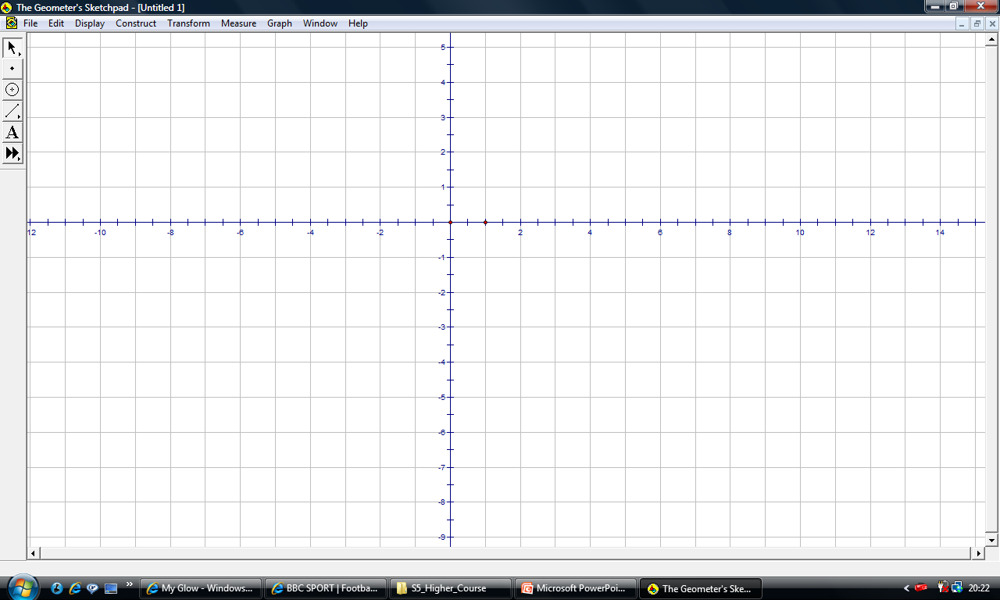 The Geometer's Sketchpad - [Untitled 1]
File Edit Display Construct Transform Measure Graph Window Help
A
5
4
3
2
1
12 -10 -8 -6 -4 -2 2 4 6 8 10 12 14
-1
-2
-3
-4
-5
-6
-7
-8
-9
My Glow - Windows... BBC SPORT | Footba... S5_Higher_Course Microsoft PowerPoi... The Geometer's Ske... 20:22